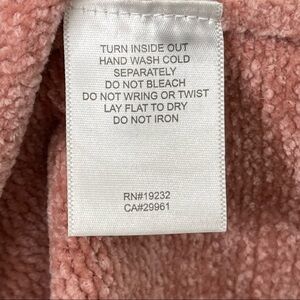 TURN INSIDE OUT
HAND WASH COLD
SEPARATELY
DO NOT BLEACH
DO NOT WRING OR TWIST
LAY FLAT TO DRY
DO NOT IRON
RN#19232
CA#29961